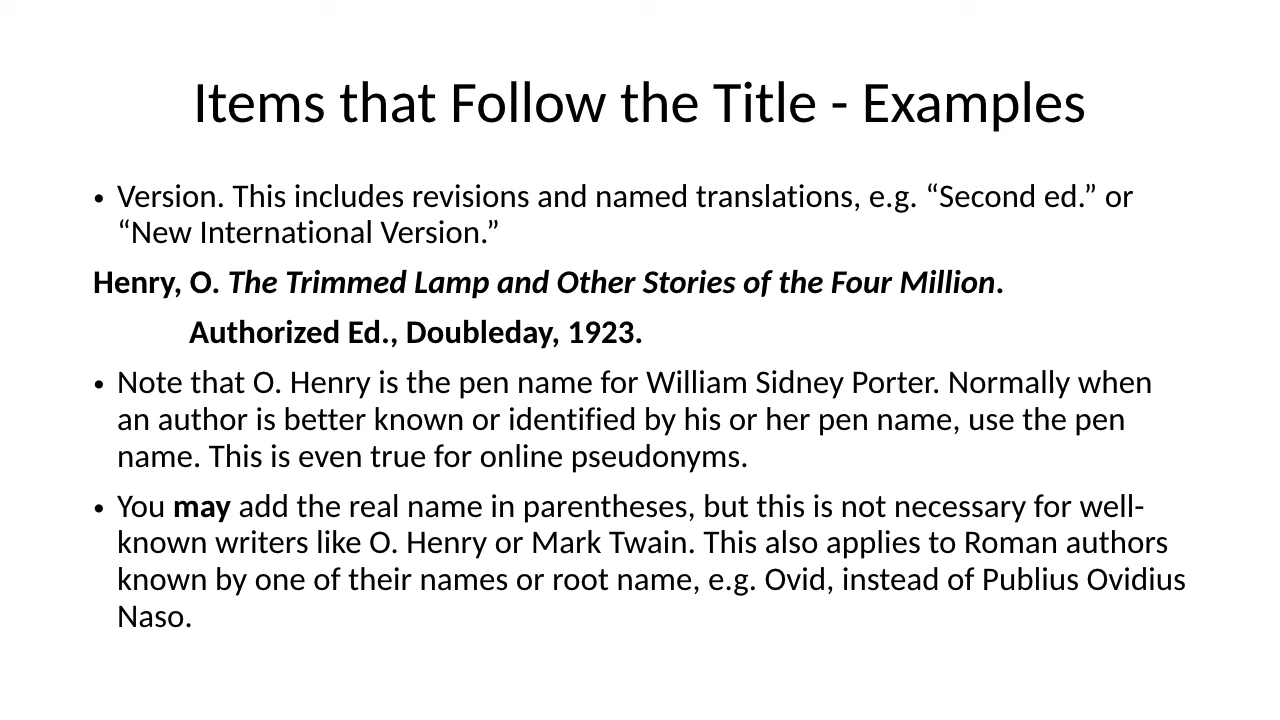 Items that Follow the Title - Examples
• Version. This includes revisions and named translations, e.g. “Second ed.” or
“New International Version.”
Henry, O. The Trimmed Lamp and Other Stories of the Four Million.
Authorized Ed., Doubleday, 1923.
• Note that O. Henry is the pen name for William Sidney Porter. Normally when
an author is better known or identified by his or her pen name, use the pen
name. This is even true for online pseudonyms.
• You may add the real name in parentheses, but this is not necessary for well-
known writers like O. Henry or Mark Twain. This also applies to Roman authors
known by one of their names or root name, e.g. Ovid, instead of Publius Ovidius
Naso.